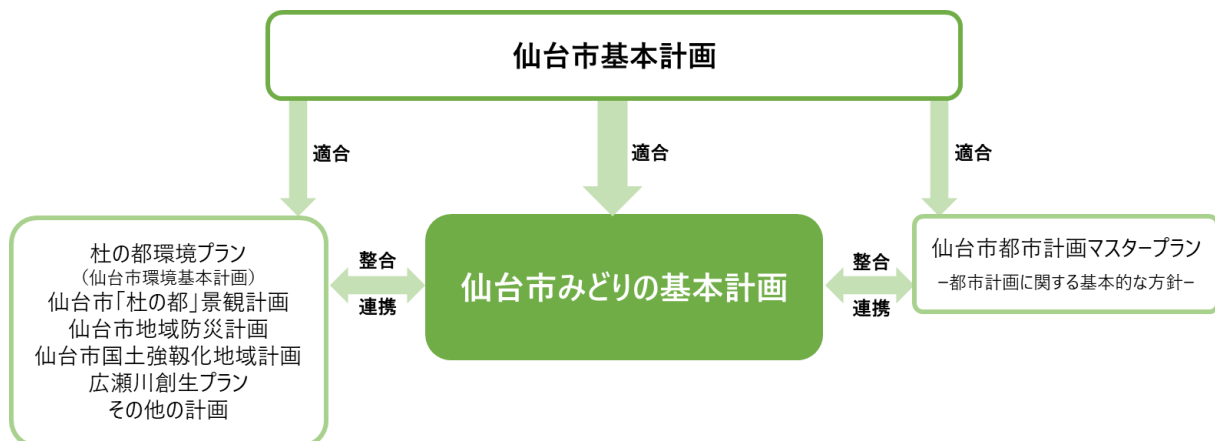 仙台市基本計画
適合
適合
適合
杜の都環境プラン
（仙台市環境基本計画）
仙台市「杜の都」景観計画
仙台市地域防災計画
仙台市国土強靱化地域計画
広瀬川創生プラン
その他の計画
整合
連携
仙台市みどりの基本計画
整合
連携
仙台市都市計画マスタープラン
−都市計画に関する基本的な方針−